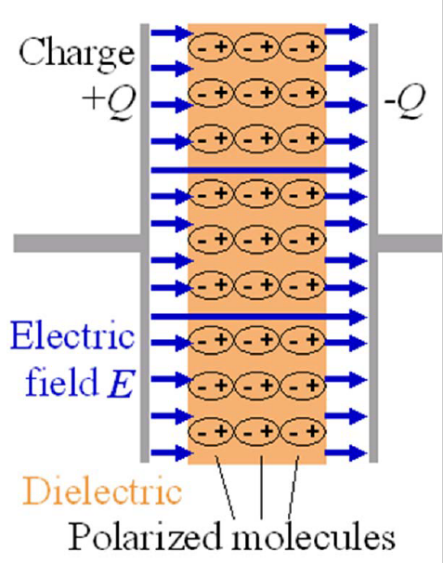 Charge
+Q
-Q
- + - + - +
- + - + - +
- + - + - +
- + - + - +
- + - + - +
- + - + - +
- + - + - +
- + - + - +
- + - + - +
Electric
field E
Dielectric
Polarized molecules